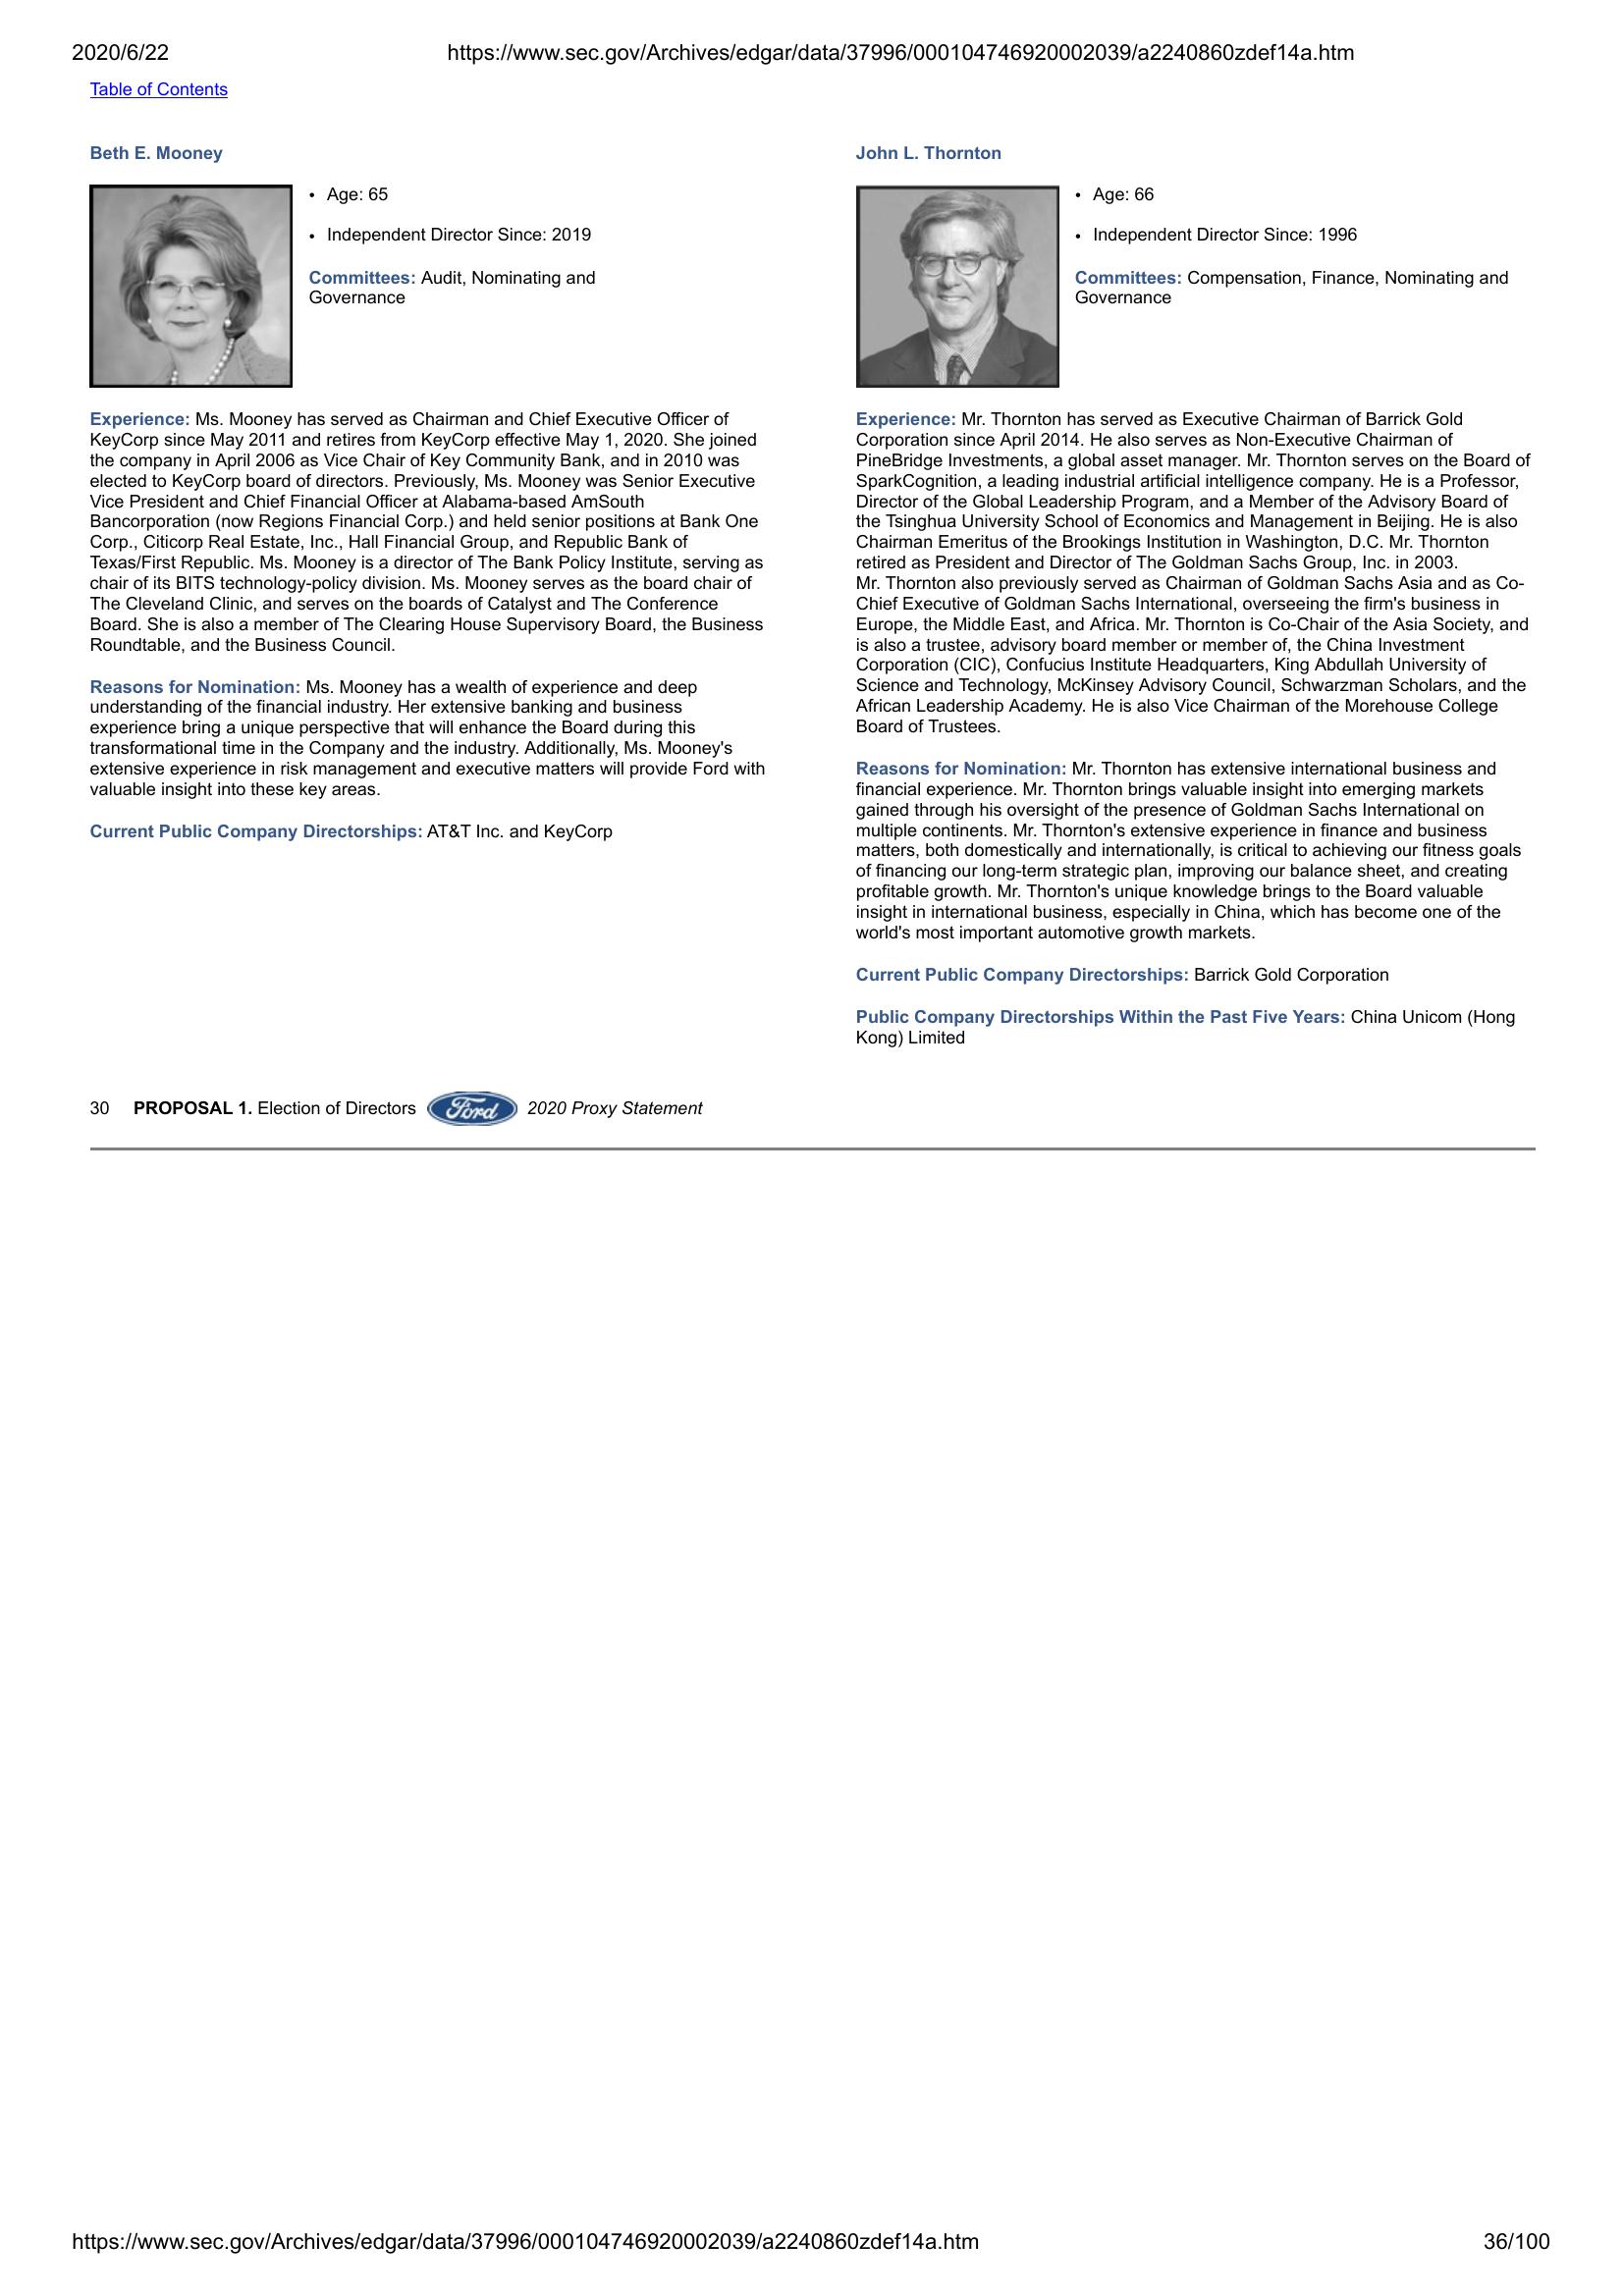 2020/6/22
https://www.sec.gov/Archives/edgar/data/37996/000104746920002039/a2240860zdef14a.htm
Table of Contents
Beth E. Mooney
• Age: 65
• Independent Director Since: 2019
Committees: Audit, Nominating and
Governance
Experience: Ms. Mooney has served as Chairman and Chief Executive Officer of
KeyCorp since May 2011 and retires from KeyCorp effective May 1, 2020. She joined
the company in April 2006 as Vice Chair of Key Community Bank, and in 2010 was
elected to KeyCorp board of directors. Previously, Ms. Mooney was Senior Executive
Vice President and Chief Financial Officer at Alabama-based AmSouth
Bancorporation (now Regions Financial Corp.) and held senior positions at Bank One
Corp., Citicorp Real Estate, Inc., Hall Financial Group, and Republic Bank of
Texas/First Republic. Ms. Mooney is a director of The Bank Policy Institute, serving as
chair of its BITS technology-policy division. Ms. Mooney serves as the board chair of
The Cleveland Clinic, and serves on the boards of Catalyst and The Conference
Board. She is also a member of The Clearing House Supervisory Board, the Business
Roundtable, and the Business Council.
Reasons for Nomination: Ms. Mooney has a wealth of experience and deep
understanding of the financial industry. Her extensive banking and business
experience bring a unique perspective that will enhance the Board during this
transformational time in the Company and the industry. Additionally, Ms. Mooney's
extensive experience in risk management and executive matters will provide Ford with
valuable insight into these key areas.
Current Public Company Directorships: AT&T Inc. and KeyCorp
John L. Thornton
• Age: 66
• Independent Director Since: 1996
Committees: Compensation, Finance, Nominating and
Governance
Experience: Mr. Thornton has served as Executive Chairman of Barrick Gold
Corporation since April 2014. He also serves as Non-Executive Chairman of
PineBridge Investments, a global asset manager. Mr. Thornton serves on the Board of
SparkCognition, a leading industrial artificial intelligence company. He is a Professor,
Director of the Global Leadership Program, and a Member of the Advisory Board of
the Tsinghua University School of Economics and Management in Beijing. He is also
Chairman Emeritus of the Brookings Institution in Washington, D.C. Mr. Thornton
retired as President and Director of The Goldman Sachs Group, Inc. in 2003.
Mr. Thornton also previously served as Chairman of Goldman Sachs Asia and as Co-
Chief Executive of Goldman Sachs International, overseeing the firm's business in
Europe, the Middle East, and Africa. Mr. Thornton is Co-Chair of the Asia Society, and
is also a trustee, advisory board member or member of, the China Investment
Corporation (CIC), Confucius Institute Headquarters, King Abdullah University of
Science and Technology, McKinsey Advisory Council, Schwarzman Scholars, and the
African Leadership Academy. He is also Vice Chairman of the Morehouse College
Board of Trustees.
Reasons for Nomination: Mr. Thornton has extensive international business and
financial experience. Mr. Thornton brings valuable insight into emerging markets
gained through his oversight of the presence of Goldman Sachs International on
multiple continents. Mr. Thornton's extensive experience in finance and business
matters, both domestically and internationally, is critical to achieving our fitness goals
of financing our long-term strategic plan, improving our balance sheet, and creating
profitable growth. Mr. Thornton's unique knowledge brings to the Board valuable
insight in international business, especially in China, which has become one of the
world's most important automotive growth markets.
Current Public Company Directorships: Barrick Gold Corporation
Public Company Directorships Within the Past Five Years: China Unicom (Hong
Kong) Limited
30 PROPOSAL 1. Election of Directors Ford 2020 Proxy Statement
https://www.sec.gov/Archives/edgar/data/37996/000104746920002039/a2240860zdef14a.htm
36/100